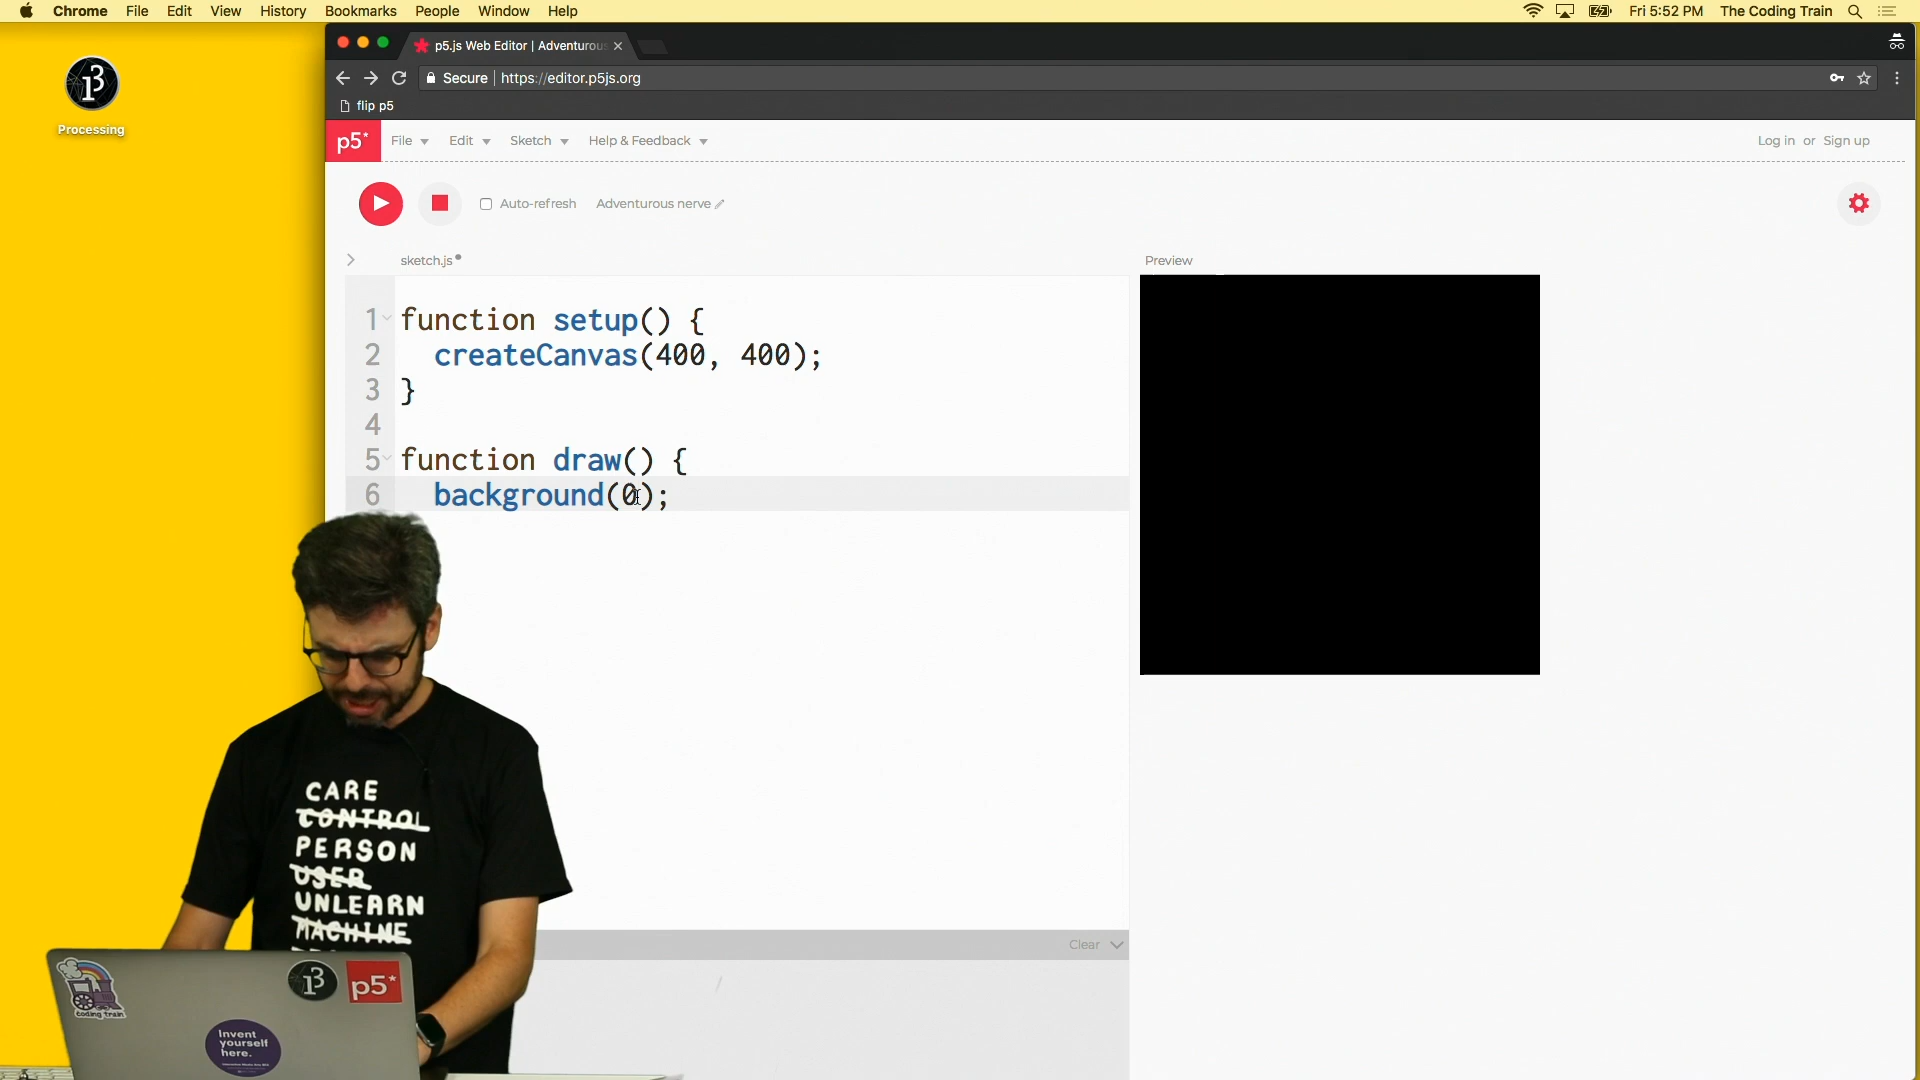 Chrome File Edit View History Bookmarks People Window Help Fri 5:52 PM The Coding Train
Processing
p5.js Web Editor | Adventurous
Secure https://editor.p5js.org
flip p5
p5* File Edit Sketch Help & Feedback Log in or Sign up
Auto-refresh Adventurous nerve
sketch.js
Preview
1 function setup() {
2 createCanvas(400, 400);
3 }
4
5 function draw() {
6 background(0);
CARE
CONTROL
PERSON
USER
UNLEARN
MACHINE
Clear
p5*
coding train
Invent
yourself
here.